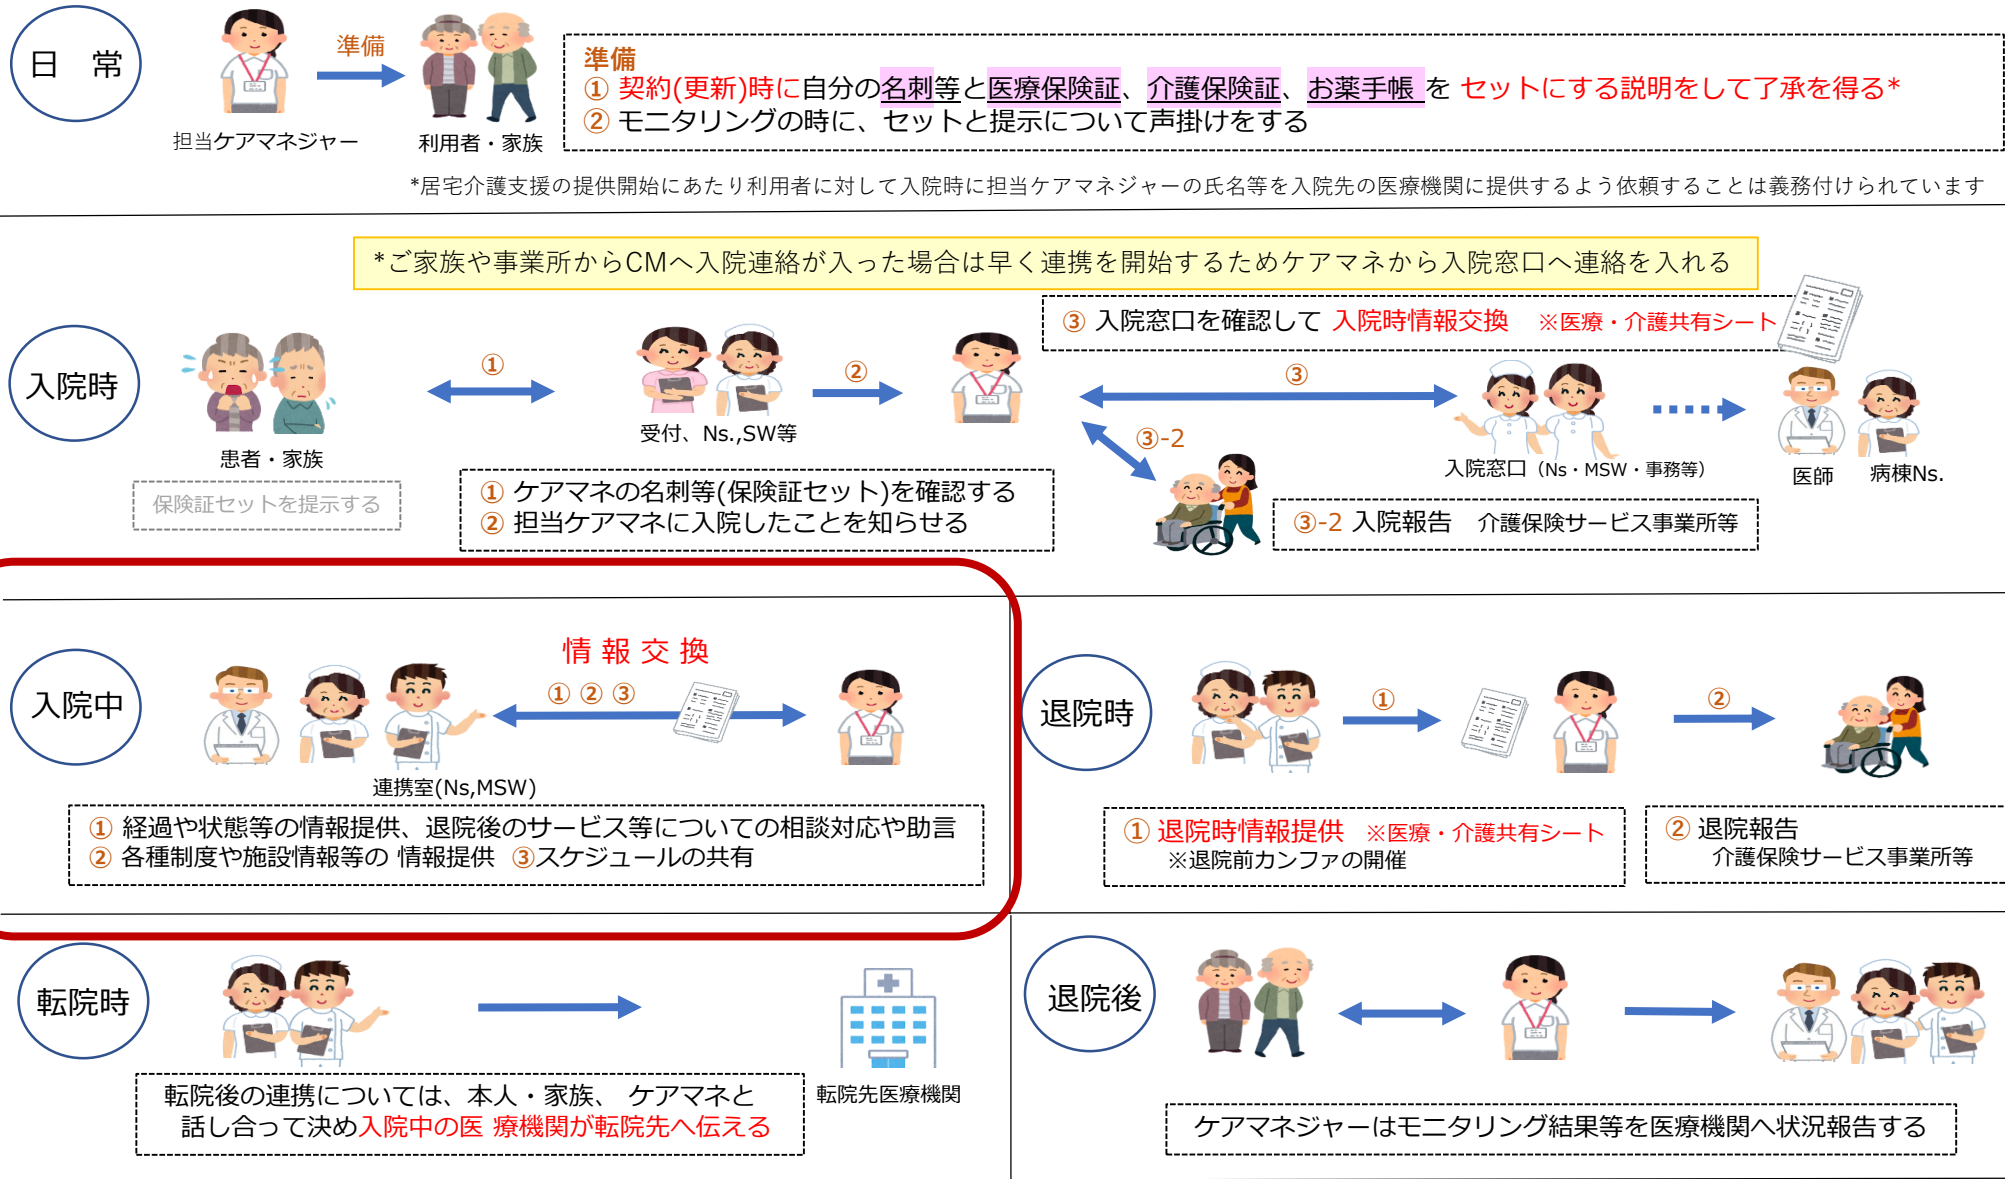 日 常
準備
担当ケアマネジャー
利用者・家族
準備
① 契約(更新)時に自分の名刺等と医療保険証、介護保険証、お薬手帳 を セットにする説明をして了承を得る*
② モニタリングの時に、セットと提示について声掛けをする
*居宅介護支援の提供開始にあたり利用者に対して入院時に担当ケアマネジャーの氏名等を入院先の医療機関に提供するよう依頼することは義務付けられています
*ご家族や事業所からCMへ入院連絡が入った場合は早く連携を開始するためケアマネから入院窓口へ連絡を入れる
入院時
患者・家族
保険証セットを提示する
①
受付、Ns.,SW等
②
① ケアマネの名刺等(保険証セット)を確認する
② 担当ケアマネに入院したことを知らせる
③ 入院窓口を確認して 入院時情報交換 ※医療・介護共有シート
③
③-2
入院窓口（Ns・MSW・事務等）
医師
病棟Ns.
③-2 入院報告 介護保険サービス事業所等
入院中
情 報 交 換
① ② ③
連携室(Ns,MSW)
① 経過や状態等の情報提供、退院後のサービス等についての相談対応や助言
② 各種制度や施設情報等の 情報提供 ③スケジュールの共有
退院時
①
②
① 退院時情報提供 ※医療・介護共有シート
※退院前カンファの開催
② 退院報告
介護保険サービス事業所等
転院時
転院先医療機関
転院後の連携については、本人・家族、 ケアマネと
話し合って決め入院中の医 療機関が転院先へ伝える
退院後
ケアマネジャーはモニタリング結果等を医療機関へ状況報告する